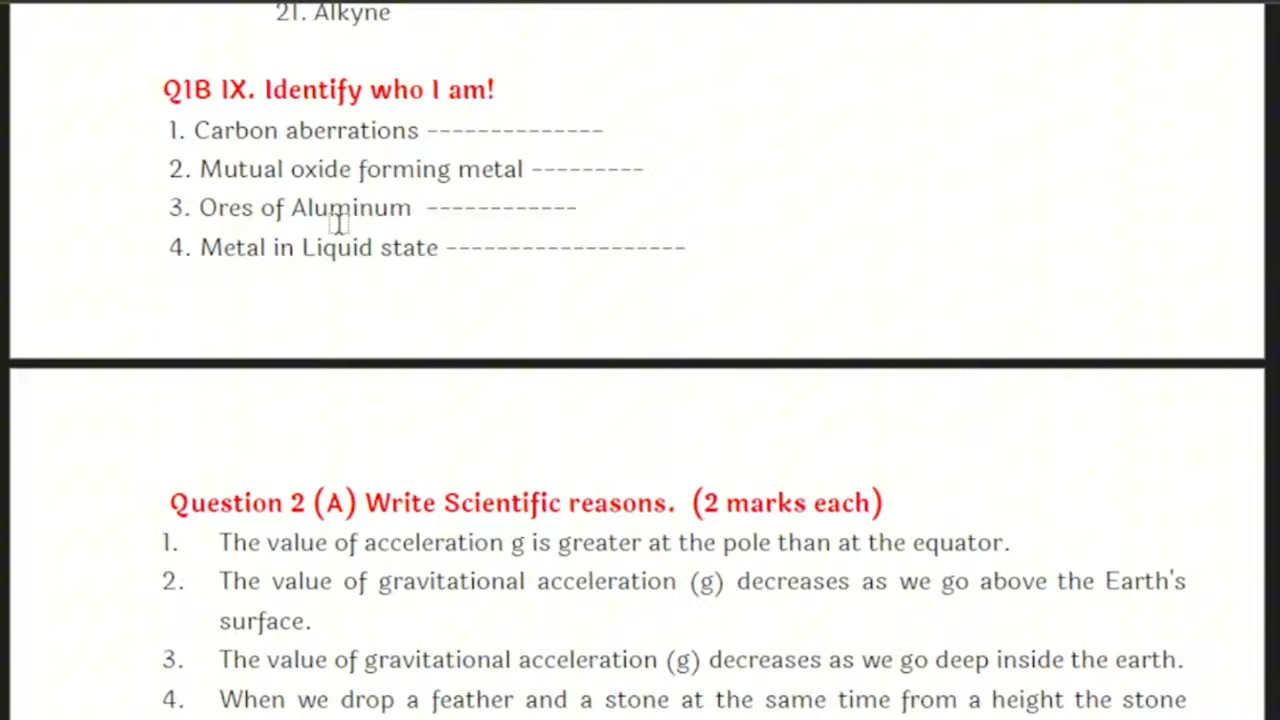 21. Alkyne
Q1B IX. Identify who I am!
1. Carbon aberrations --------------
2. Mutual oxide forming metal ---------
3. Ores of Aluminum ------------
4. Metal in Liquid state -------------------
Question 2 (A) Write Scientific reasons. (2 marks each)
1. The value of acceleration g is greater at the pole than at the equator.
2. The value of gravitational acceleration (g) decreases as we go above the Earth's
surface.
3. The value of gravitational acceleration (g) decreases as we go deep inside the earth.
4. When we drop a feather and a stone at the same time from a height the stone